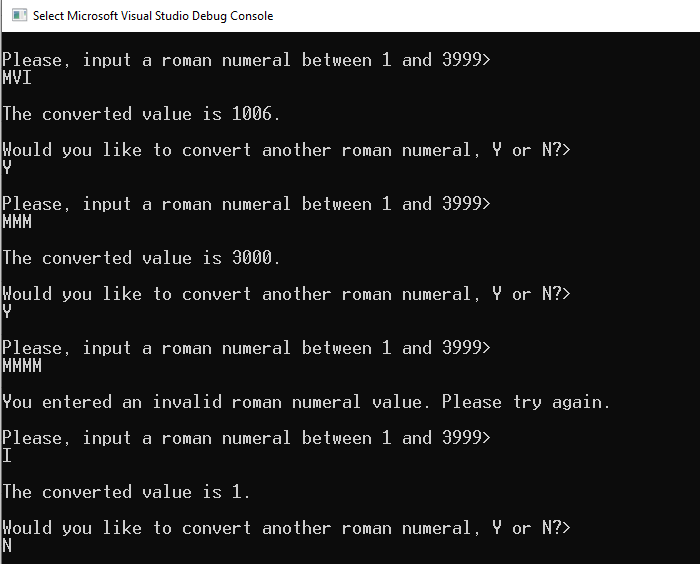 Select Microsoft Visual Studio Debug Console
Please, input a roman numeral between 1 and 3999>
MVI
The converted value is 1006.
Would you like to convert another roman numeral, Y or N?>
Y
Please, input a roman numeral between 1 and 3999>
MMM
The converted value is 3000.
Would you like to convert another roman numeral, Y or N?>
Y
Please, input a roman numeral between 1 and 3999>
MMMM
You entered an invalid roman numeral value. Please try again.
Please, input a roman numeral between 1 and 3999>
I
The converted value is 1.
Would you like to convert another roman numeral, Y or N?>
N